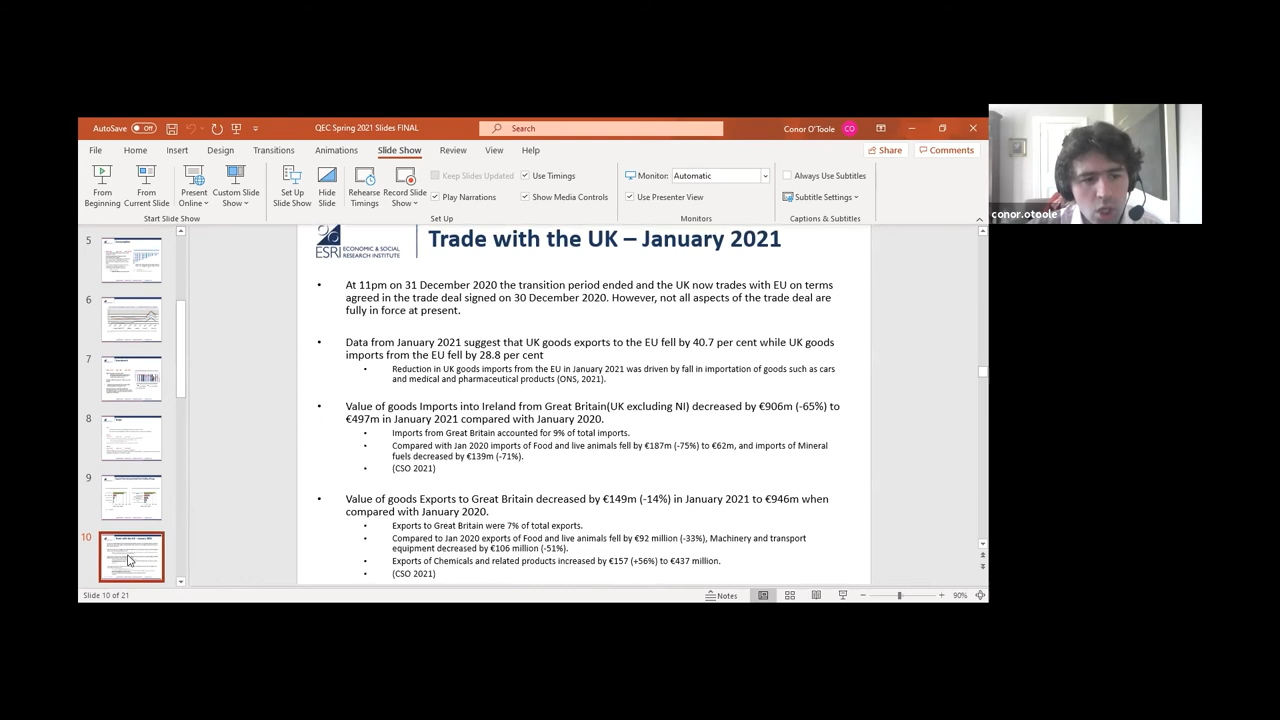 AutoSave Off
QEC Spring 2021 Slides FINAL
Search
Conor O'Toole CO
File Home Insert Design Transitions Animations Slide Show Review View Help
Share Comments
From Beginning
From Current Slide
Present Online
Custom Slide Show
Start Slide Show
Set Up Slide Show
Hide Slide
Rehearse Timings
Record Slide Show
Keep Slides Updated
Use Timings
Play Narrations
Show Media Controls
Set Up
Monitor: Automatic
Use Presenter View
Monitors
Always Use Subtitles
Subtitle Settings
Captions & Subtitles
conor.otoole
5
6
7
8
9
10
ESRI ECONOMIC & SOCIAL
RESEARCH INSTITUTE
Trade with the UK – January 2021
• At 11pm on 31 December 2020 the transition period ended and the UK now trades with EU on terms
agreed in the trade deal signed on 30 December 2020. However, not all aspects of the trade deal are
fully in force at present.
• Data from January 2021 suggest that UK goods exports to the EU fell by 40.7 per cent while UK goods
imports from the EU fell by 28.8 per cent
• Reduction in UK goods imports from the EU in January 2021 was driven by fall in importation of goods such as cars
and medical and pharmaceutical products (ONS, 2021).
• Value of goods Imports into Ireland from Great Britain(UK excluding NI) decreased by €906m (-65%) to
€497m in January 2021 compared with January 2020.
• Imports from Great Britain accounted for 9% of total imports.
• Compared with Jan 2020 imports of Food and live animals fell by €187m (-75%) to €62m, and imports of Mineral
fuels decreased by €139m (-71%).
• (CSO 2021)
• Value of goods Exports to Great Britain decreased by €149m (-14%) in January 2021 to €946m when
compared with January 2020.
• Exports to Great Britain were 7% of total exports.
• Compared to Jan 2020 exports of Food and live animals fell by €92 million (-33%), Machinery and transport
equipment decreased by €106 million (-51%).
• Exports of Chemicals and related products increased by €157 (+56%) to €437 million.
• (CSO 2021)
Slide 10 of 21
Notes
90%